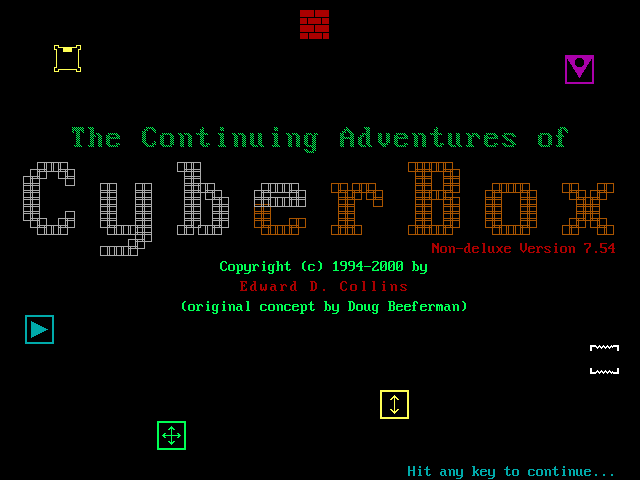 The Continuing Adventures of
CyberBox
Non-deluxe Version 7.54
Copyright (c) 1994-2000 by
Edward D. Collins
(original concept by Doug Beeferman)
Hit any key to continue...